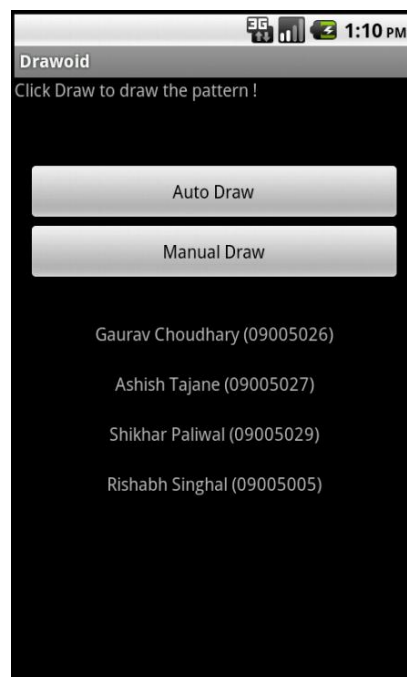 3G 1:10 PM
Drawoid
Click Draw to draw the pattern !
Auto Draw
Manual Draw
Gaurav Choudhary (09005026)
Ashish Tajane (09005027)
Shikhar Paliwal (09005029)
Rishabh Singhal (09005005)